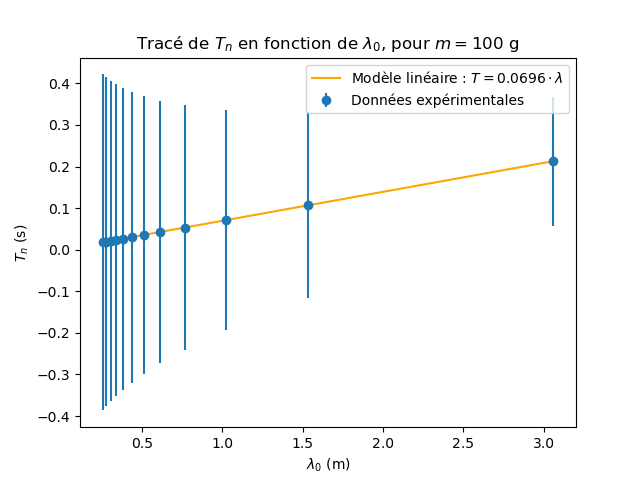 Tracé de $T_n$ en fonction de $\lambda_0$, pour $m = 100$ g
Modèle linéaire : $T = 0.0696 \cdot \lambda$
Données expérimentales
$T_n$ (s)
0.4
0.3
0.2
0.1
0.0
−0.1
−0.2
−0.3
−0.4
0.5 1.0 1.5 2.0 2.5 3.0
$\lambda_0$ (m)